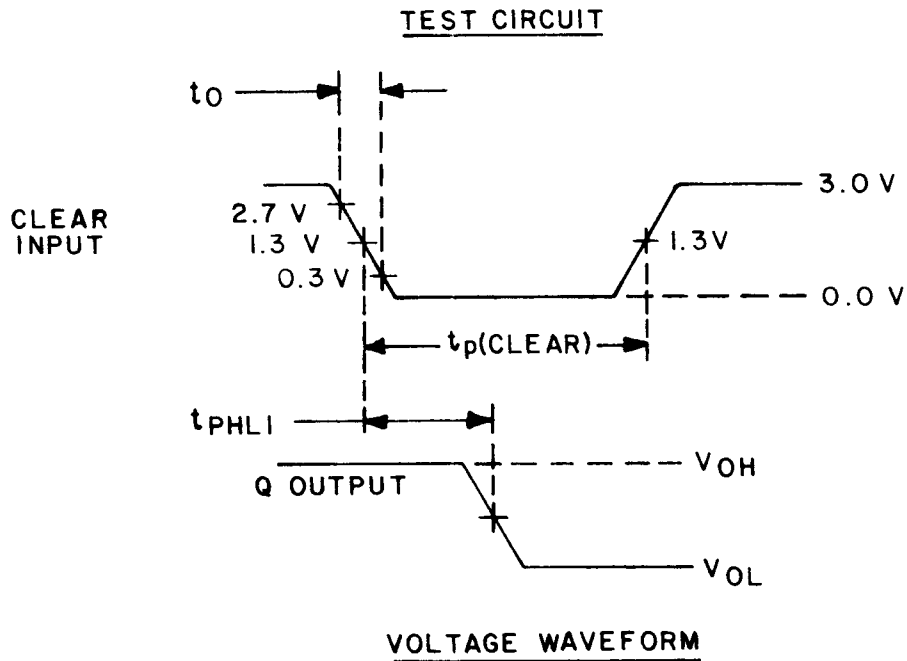 TEST CIRCUIT
tO
3.0 V
2.7 V
CLEAR
INPUT
1.3 V
1.3V
0.3 V
0.0 V
tp(CLEAR)
tPHL1
VOH
Q OUTPUT
VOL
VOLTAGE WAVEFORM